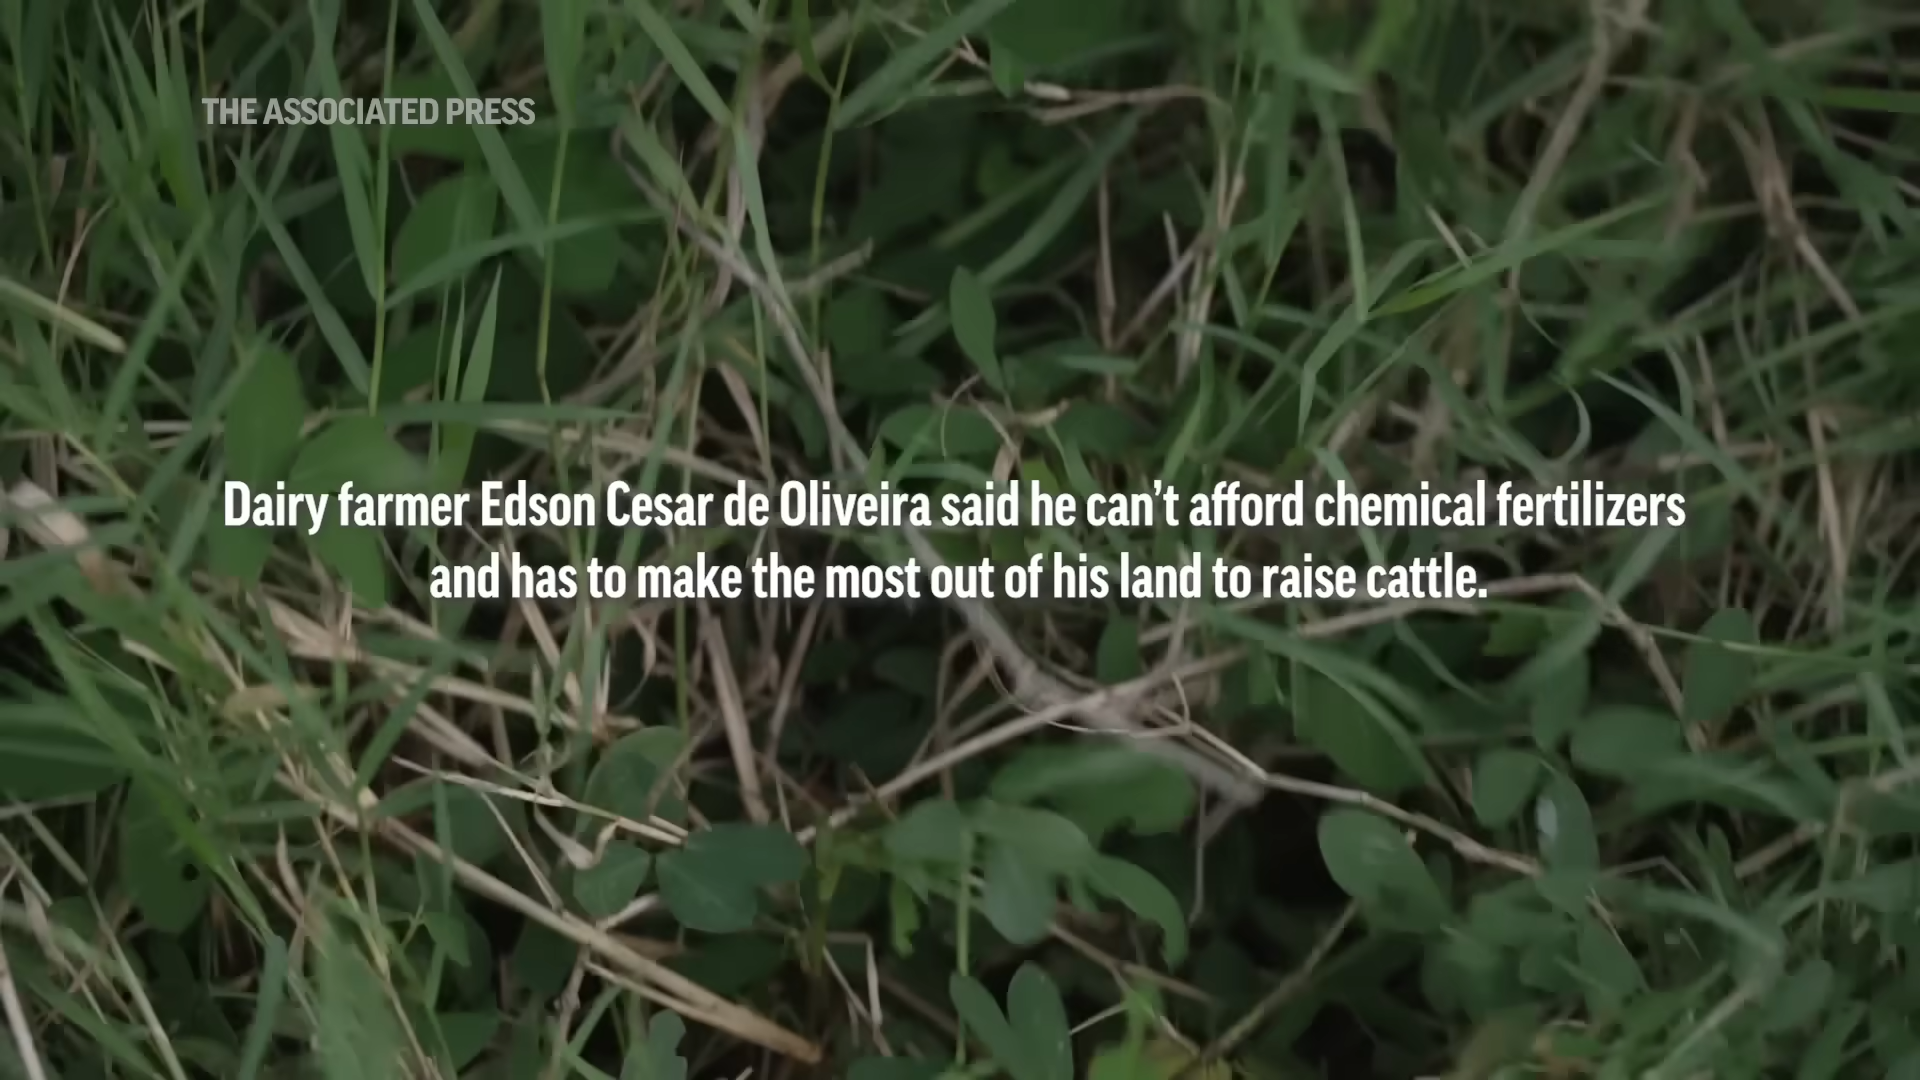 THE ASSOCIATED PRESS
Dairy farmer Edson Cesar de Oliveira said he can’t afford chemical fertilizers
and has to make the most out of his land to raise cattle.